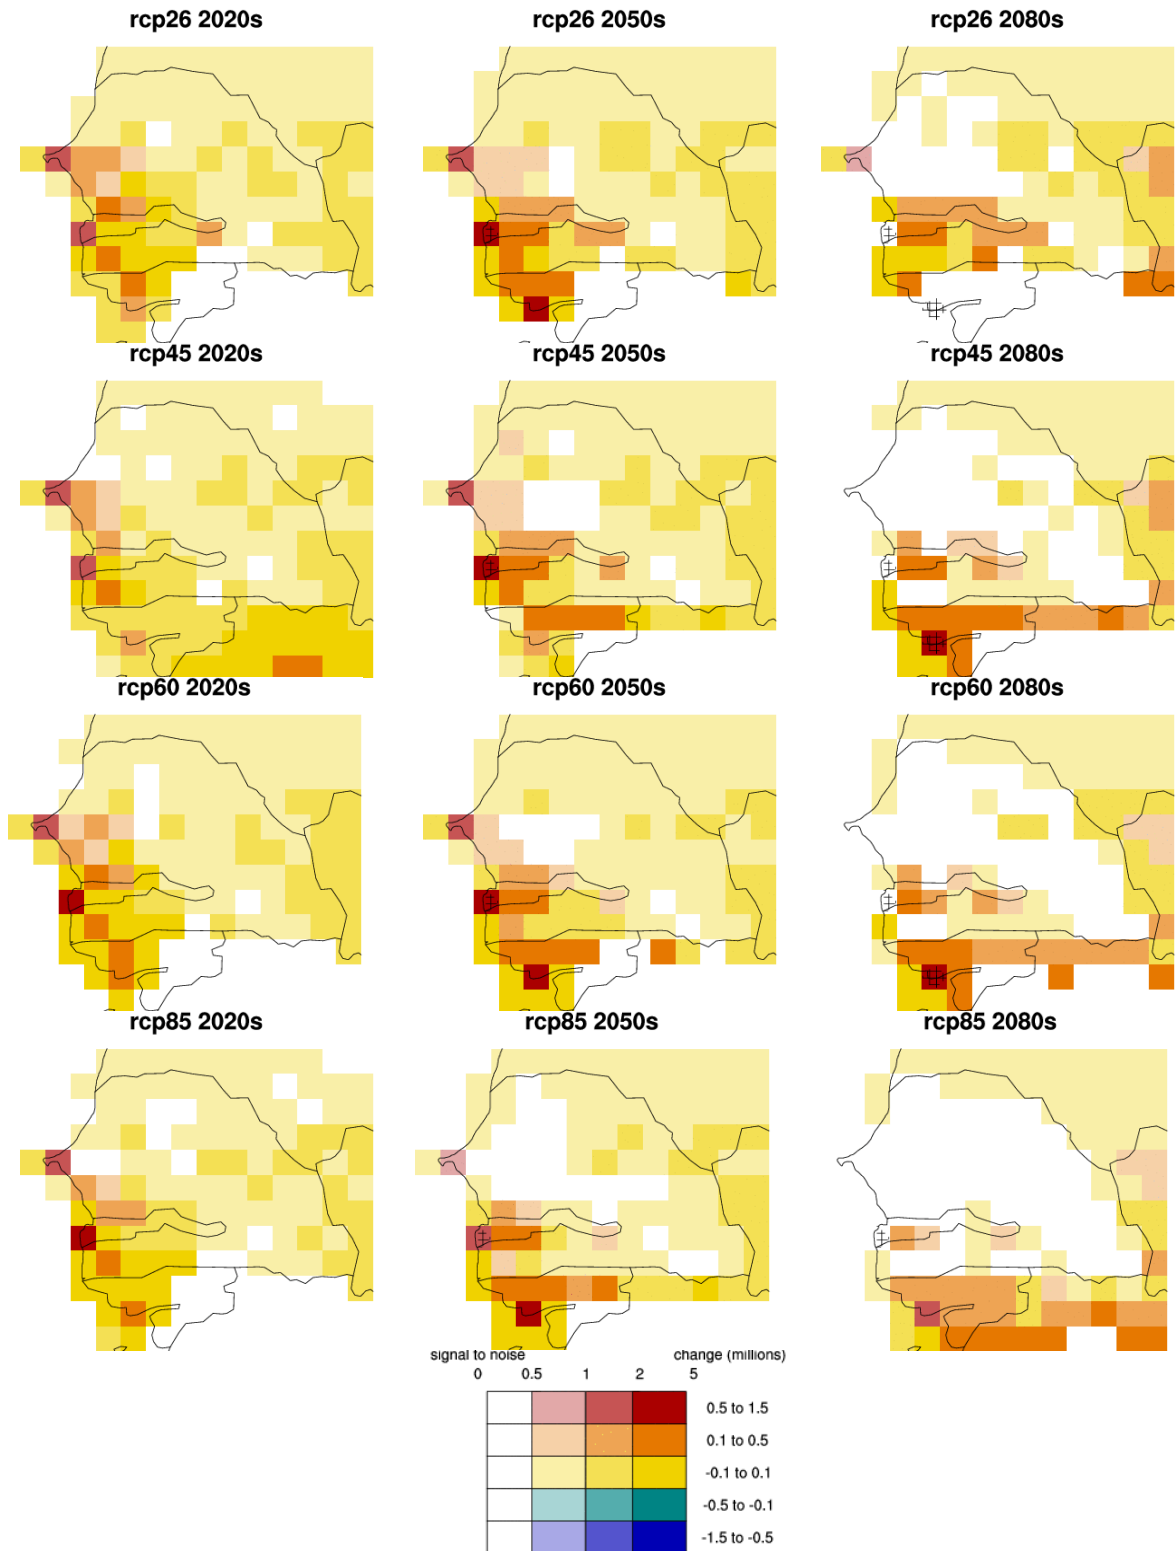 rcp26 2020s rcp26 2050s rcp26 2080s
rcp45 2020s rcp45 2050s rcp45 2080s
rcp60 2020s rcp60 2050s rcp60 2080s
rcp85 2020s rcp85 2050s rcp85 2080s
signal to noise change (millions)
0 0.5 1 2 5
0.5 to 1.5
0.1 to 0.5
-0.1 to 0.1
-0.5 to -0.1
-1.5 to -0.5